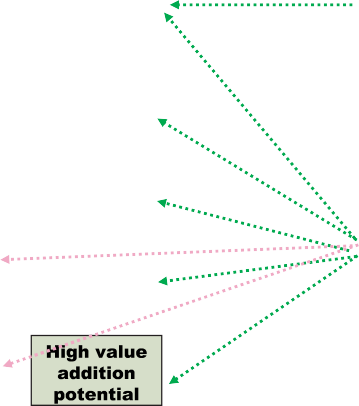 High value
addition
potential